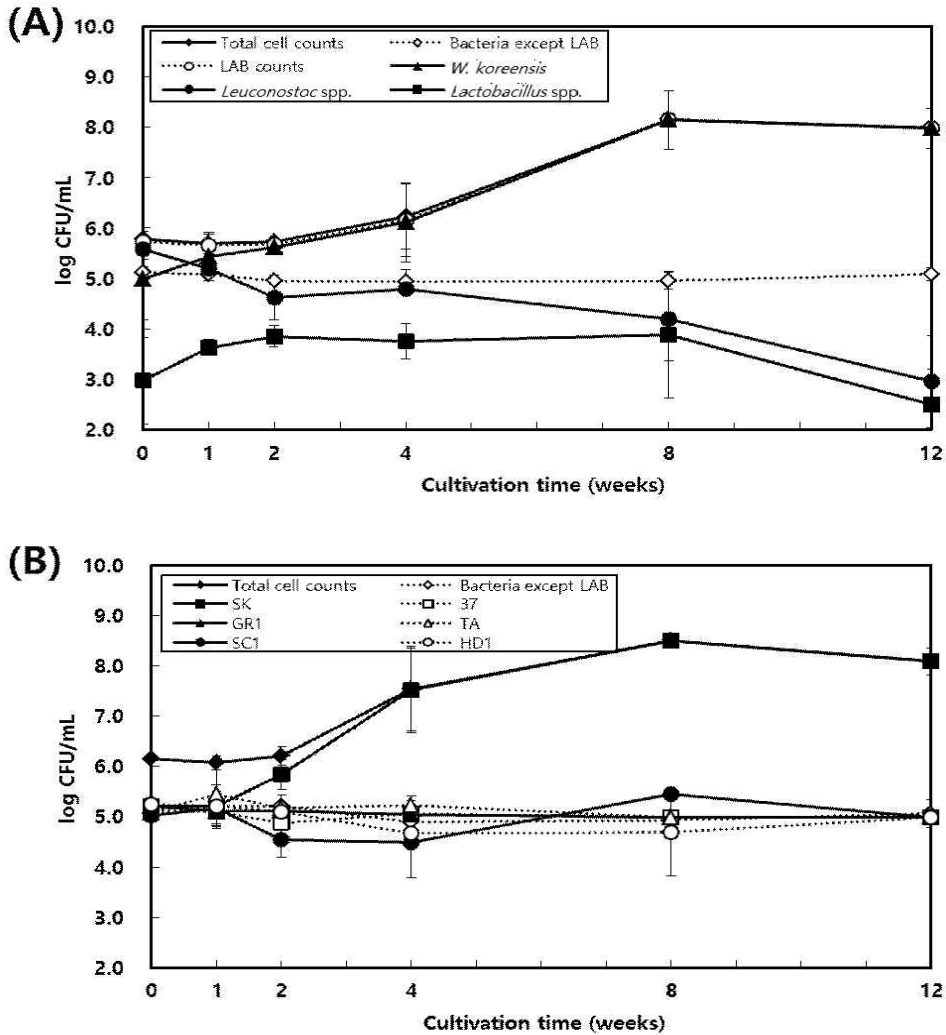 (A)
10.0
Total cell counts
Bacteria except LAB
LAB counts
W. koreensis
Leuconostoc spp.
Lactobacillus spp.
9.0
8.0
7.0
6.0
5.0
4.0
3.0
2.0
log CFU/mL
0 1 2 4 8 12
Cultivation time (weeks)
(B)
10.0
Total cell counts
Bacteria except LAB
SK
37
GR1
TA
SC1
HD1
9.0
8.0
7.0
6.0
5.0
4.0
3.0
2.0
log CFU/mL
0 1 2 4 8 12
Cultivation time (weeks)